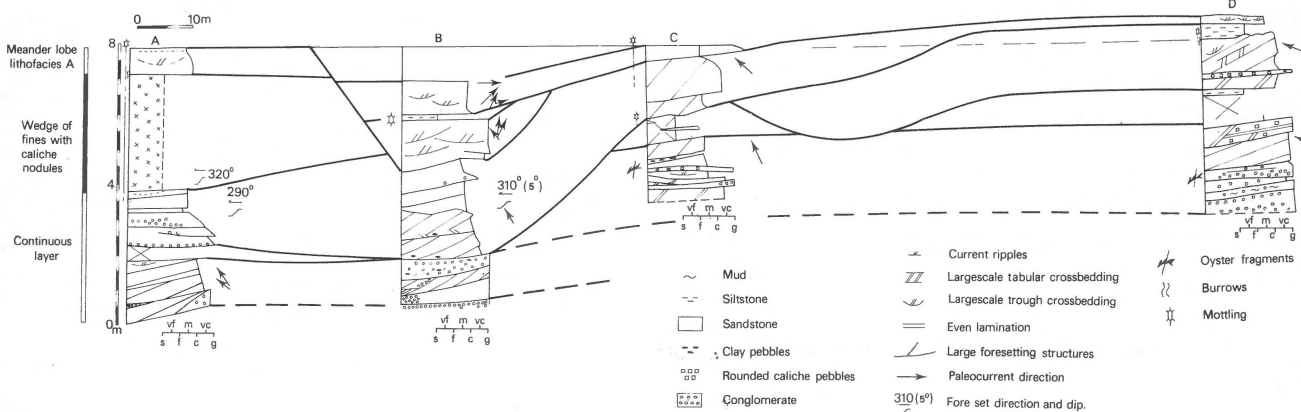 0 10m
A
B
C
D
Meander lobe
lithofacies A
8
Wedge of
fines with
caliche
nodules
4
Continuous
layer
0
m
320°
290°
310° (5°)
vf m vc
s f c g
vf m vc
s f c g
vf m vc
s f c g
vf m vc
s f c g
Mud
Siltstone
Sandstone
Clay pebbles
Rounded caliche pebbles
Conglomerate
Current ripples
Largescale tabular crossbedding
Largescale trough crossbedding
Even lamination
Large foresetting structures
Paleocurrent direction
310(5°) Fore set direction and dip.
Oyster fragments
Burrows
Mottling